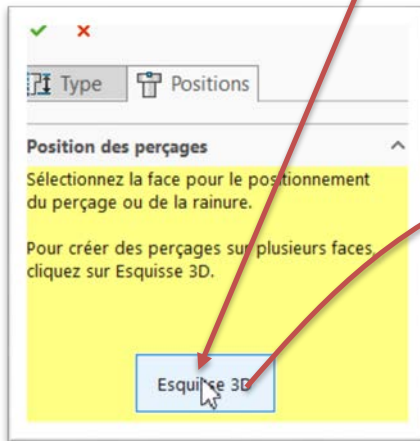 Type Positions
Position des perçages
Sélectionnez la face pour le positionnement
du perçage ou de la rainure.
Pour créer des perçages sur plusieurs faces,
cliquez sur Esquisse 3D.
Esquisse 3D